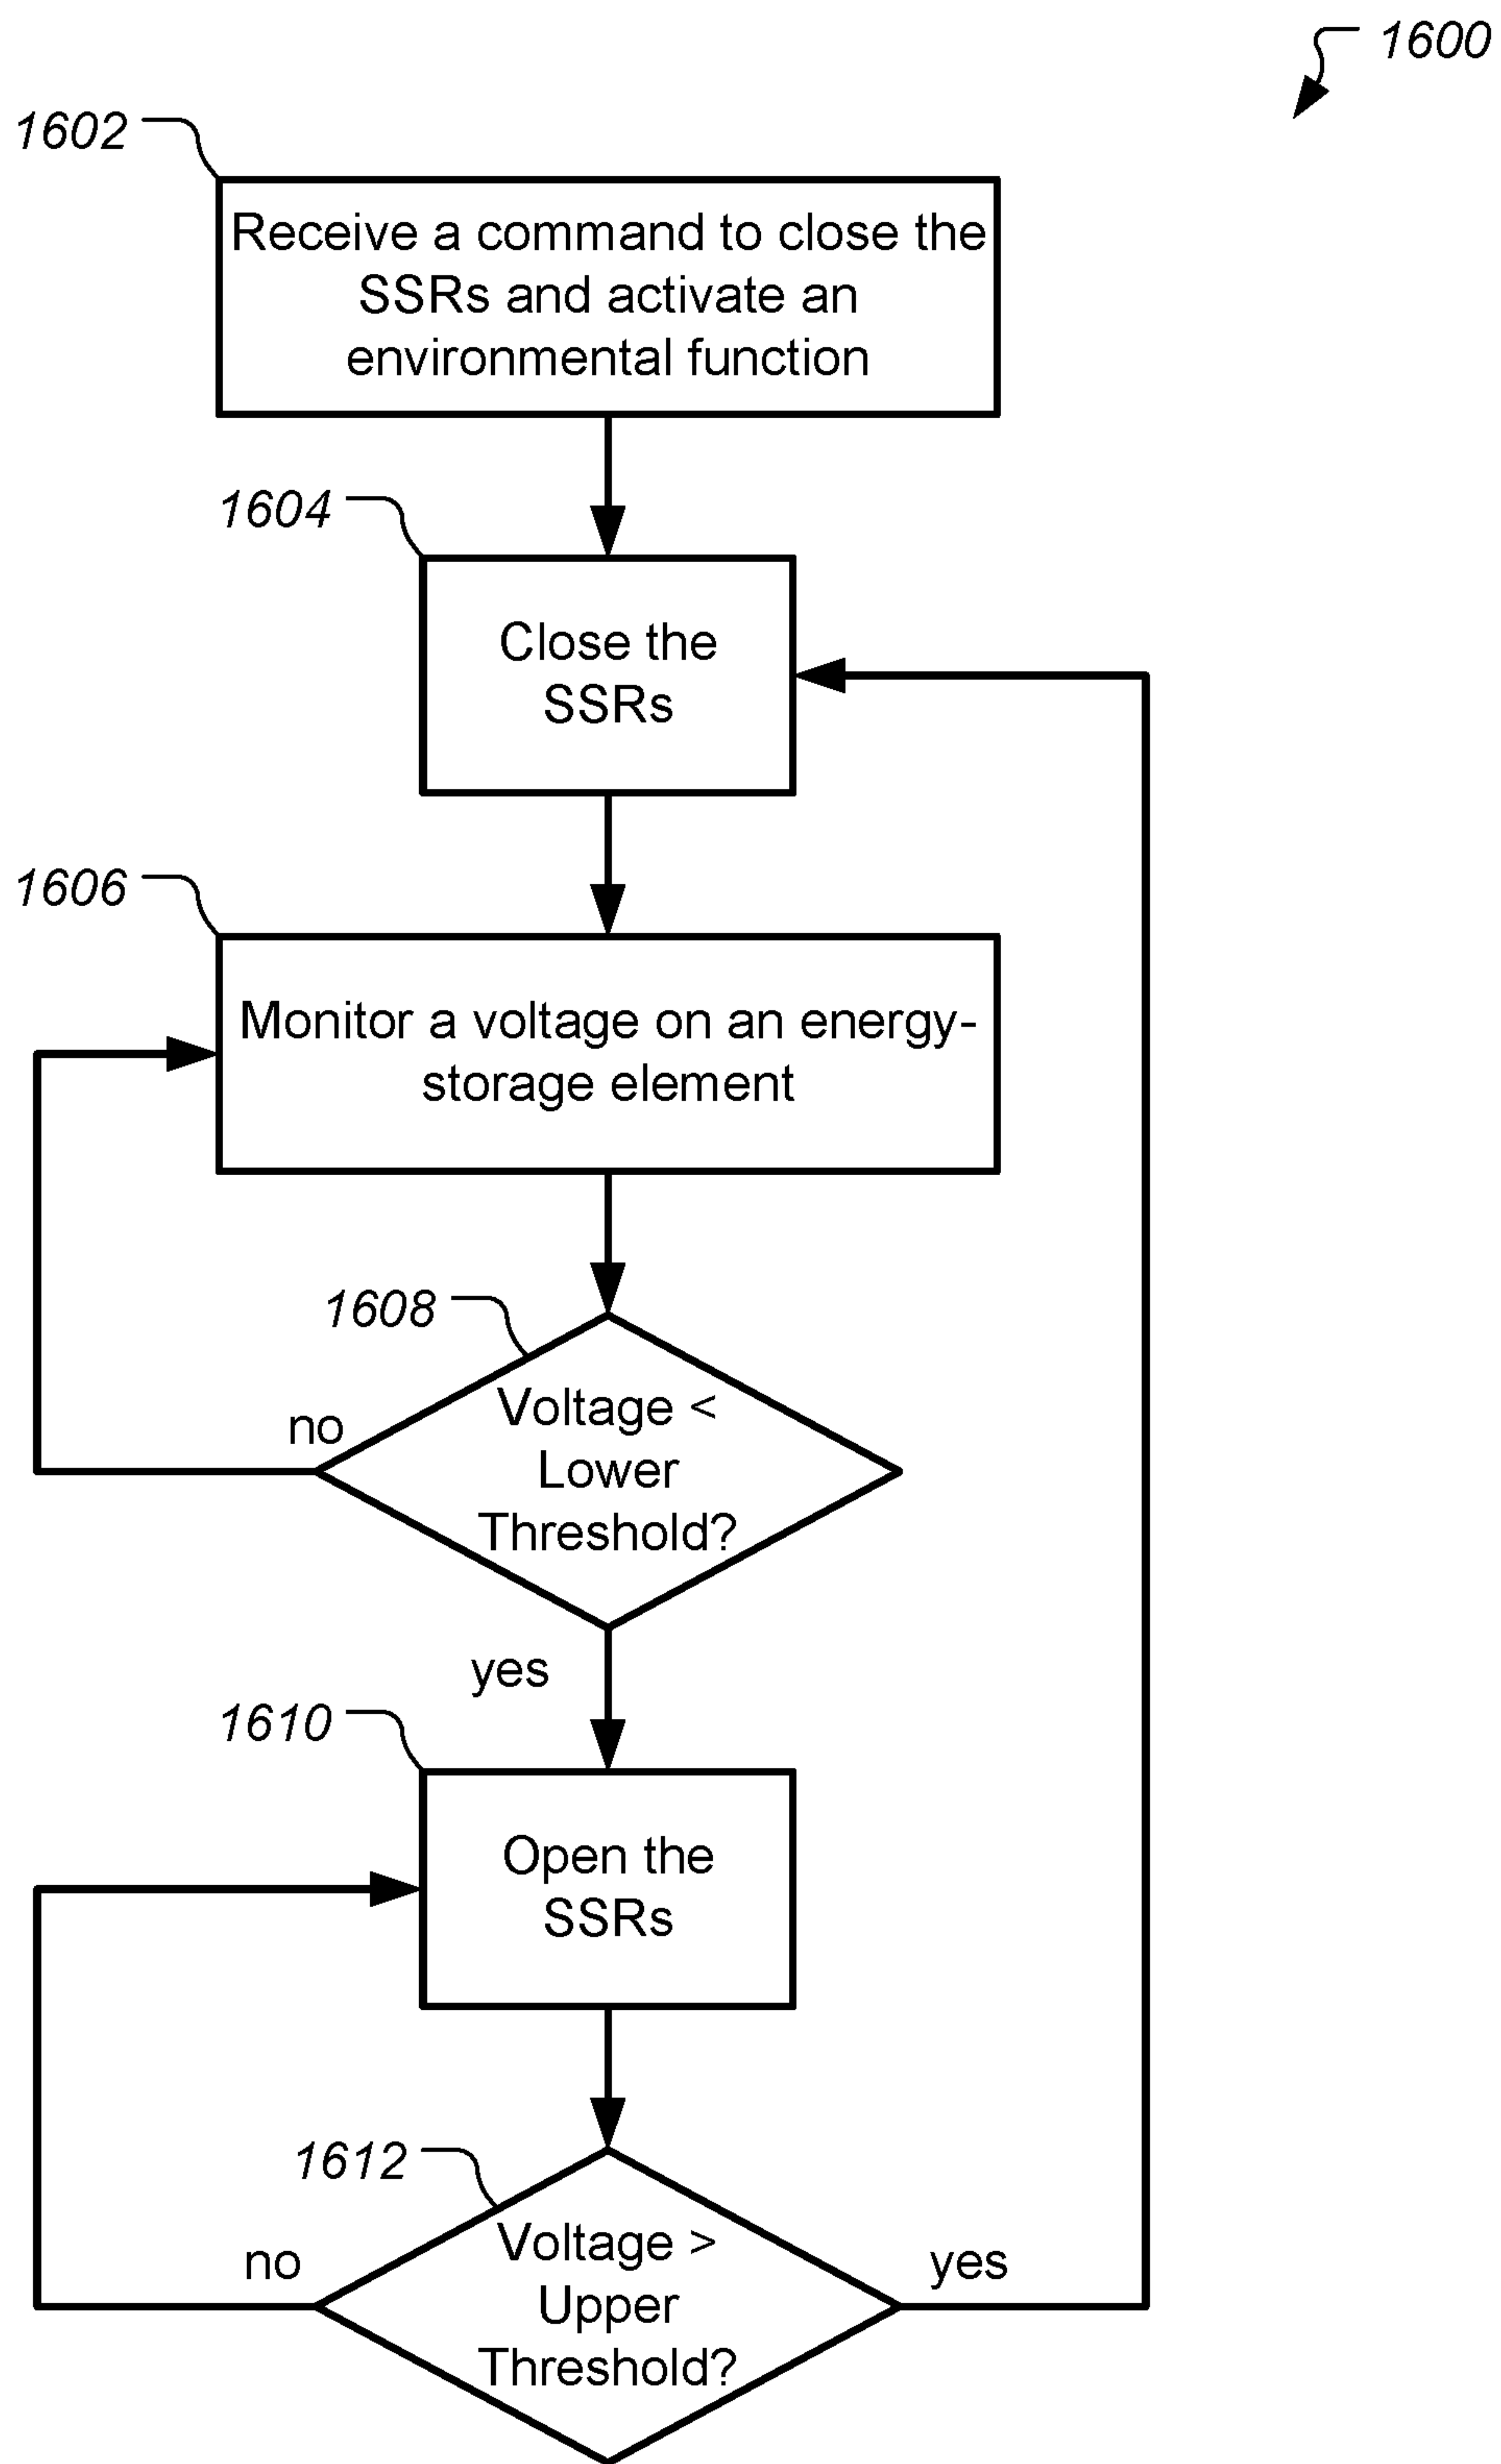 1600
1602
Receive a command to close the
SSRs and activate an
environmental function
1604
Close the
SSRs
1606
Monitor a voltage on an energy-
storage element
1608
Voltage <
Lower
Threshold?
no
yes
1610
Open the
SSRs
1612
Voltage >
Upper
Threshold?
no
yes